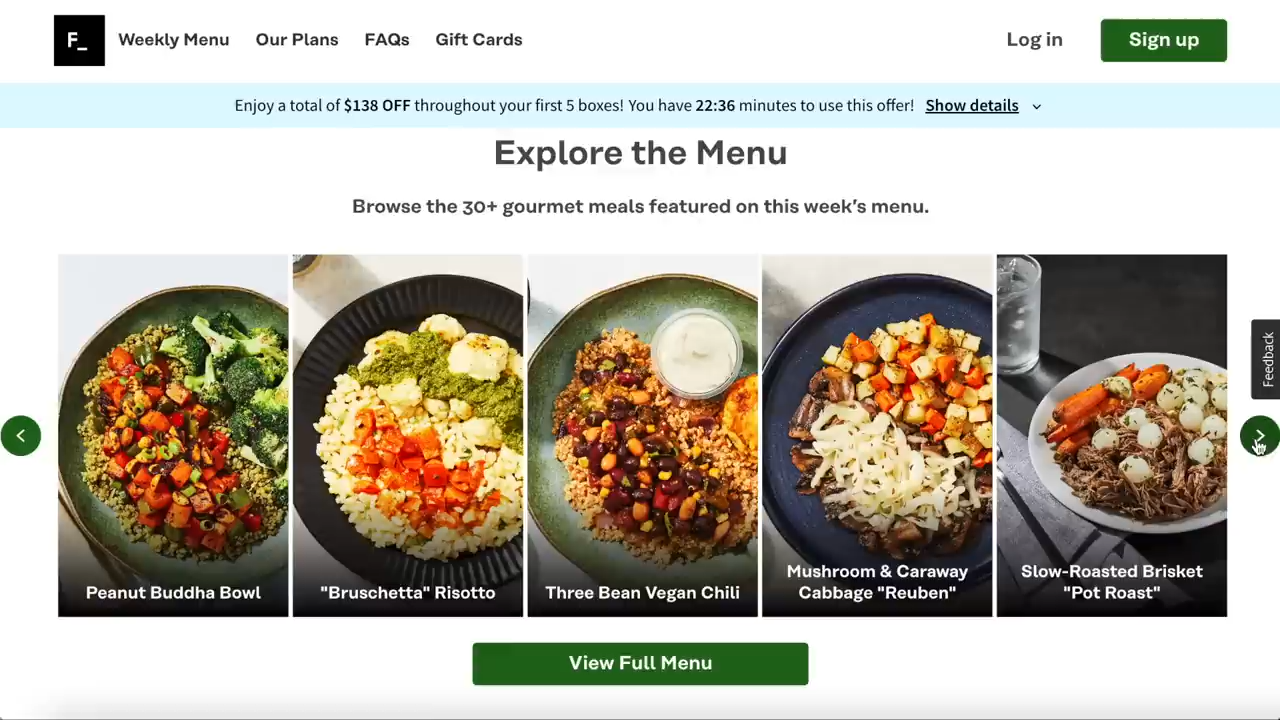 F_ Weekly Menu Our Plans FAQs Gift Cards Log in Sign up
Enjoy a total of $138 OFF throughout your first 5 boxes! You have 22:36 minutes to use this offer! Show details
Explore the Menu
Browse the 30+ gourmet meals featured on this week's menu.
Feedback
Peanut Buddha Bowl
"Bruschetta" Risotto
Three Bean Vegan Chili
Mushroom & Caraway
Cabbage "Reuben"
Slow-Roasted Brisket
"Pot Roast"
View Full Menu